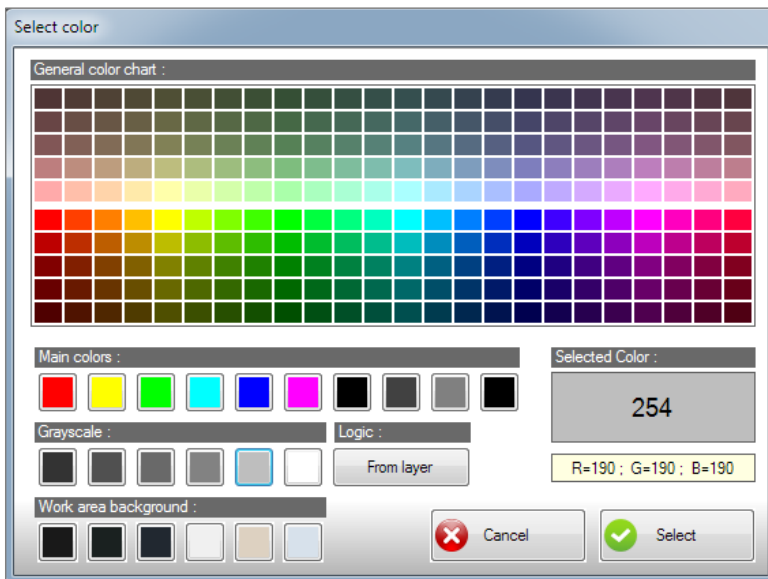 Select color
General color chart :
Main colors :
Selected Color :
254
Grayscale :
Logic :
From layer
R=190 ; G=190 ; B=190
Work area background :
Cancel
Select